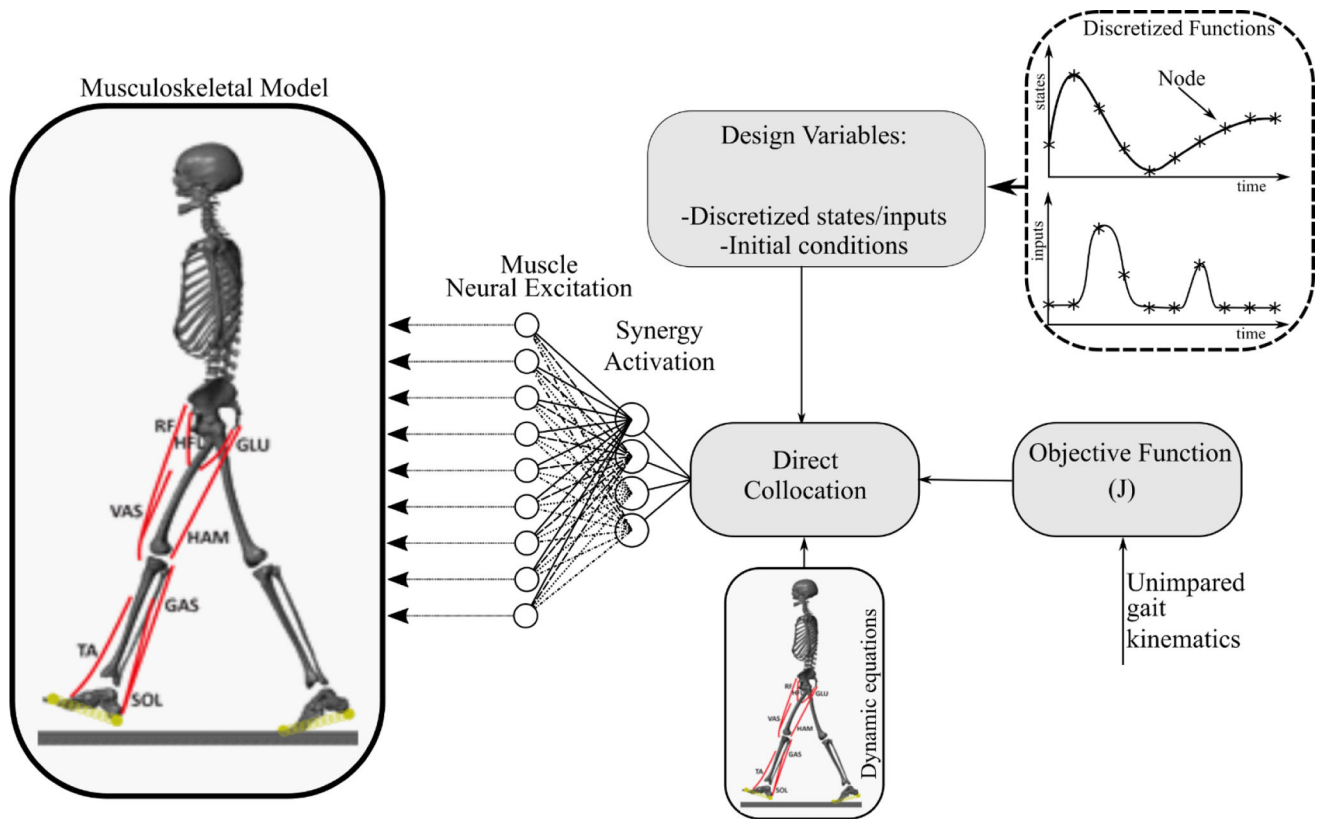 Musculoskeletal Model
RF
HFL
GLU
VAS
HAM
GAS
TA
SOL
Muscle
Neural Excitation
Synergy
Activation
Design Variables:
-Discretized states/inputs
-Initial conditions
Discretized Functions
states
Node
time
inputs
time
Direct
Collocation
Objective Function
(J)
Unimpared
gait
kinematics
Dynamic equations
RF
HFL
GLU
VAS
HAM
GAS
TA
SOL